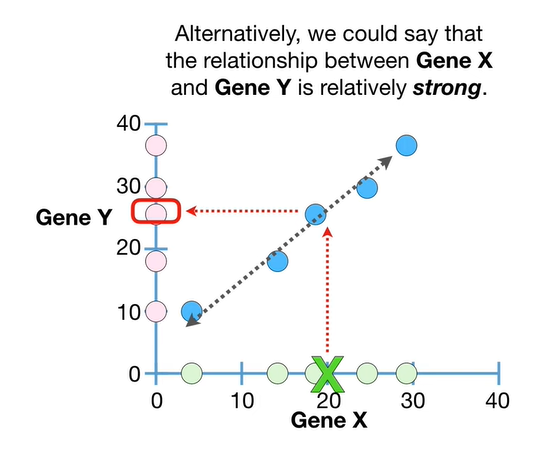 Alternatively, we could say that
the relationship between Gene X
and Gene Y is relatively strong.
40
30
Gene Y
20
10
0
X
0 10 20 30 40
Gene X